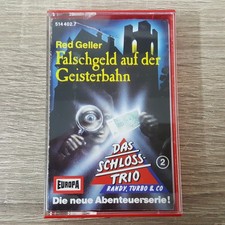 514 402.7
Red Geller
Falschgeld auf der
Geisterbahn
DAS
SCHLOSS-
TRIO
2
RANDY, TURBO & CO
EUROPA
Die neue Abenteuerserie!